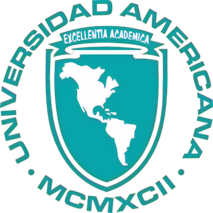 UNIVERSIDAD AMERICANA
EXCELLENTIA ACADEMICA
• MCMXCII •